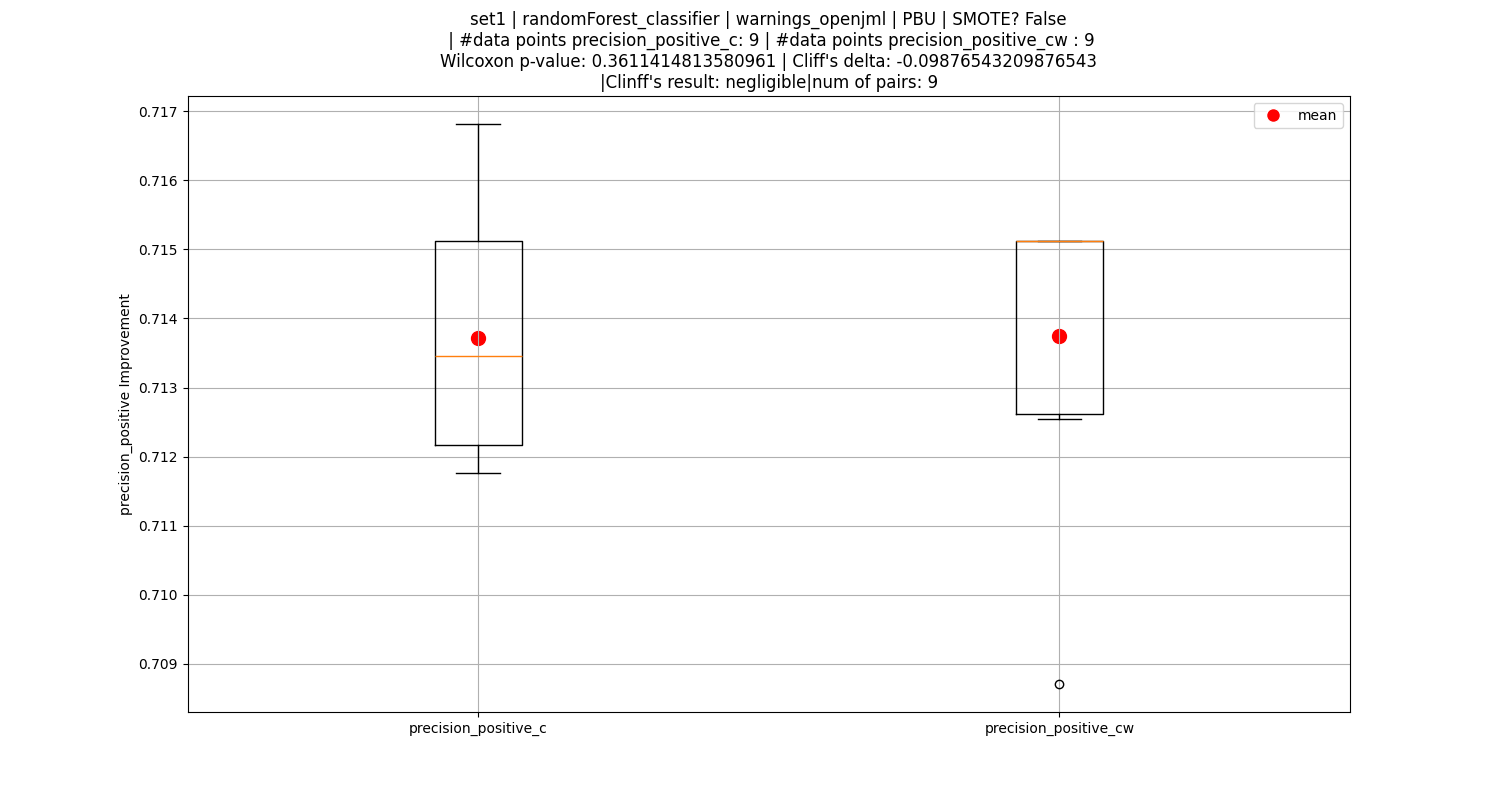 set1 | randomForest_classifier | warnings_openjml | PBU | SMOTE? False
| #data points precision_positive_c: 9 | #data points precision_positive_cw : 9
Wilcoxon p-value: 0.3611414813580961 | Cliff's delta: -0.09876543209876543
|Clinff's result: negligible|num of pairs: 9
mean
precision_positive Improvement
0.717
0.716
0.715
0.714
0.713
0.712
0.711
0.710
0.709
precision_positive_c
precision_positive_cw